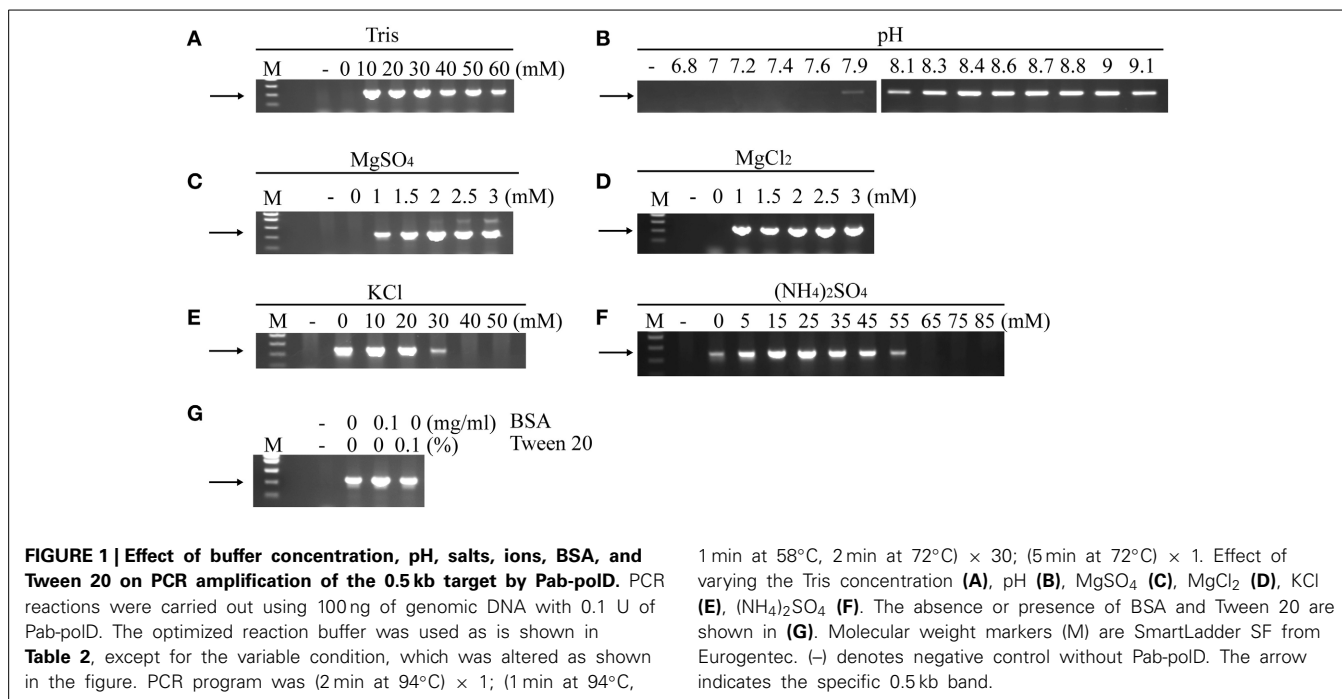 A
Tris
M - 0 10 20 30 40 50 60 (mM)
B
pH
- 6.8 7 7.2 7.4 7.6 7.9 8.1 8.3 8.4 8.6 8.7 8.8 9 9.1
C
MgSO4
M - 0 1 1.5 2 2.5 3 (mM)
D
MgCl2
M - 0 1 1.5 2 2.5 3 (mM)
E
KCl
M - 0 10 20 30 40 50 (mM)
F
(NH4)2SO4
M - 0 5 15 25 35 45 55 65 75 85 (mM)
G
- 0 0.1 0 (mg/ml) BSA
M - 0 0 0.1 (%) Tween 20
FIGURE 1 | Effect of buffer concentration, pH, salts, ions, BSA, and
Tween 20 on PCR amplification of the 0.5 kb target by Pab-polD. PCR
reactions were carried out using 100 ng of genomic DNA with 0.1 U of
Pab-polD. The optimized reaction buffer was used as is shown in
Table 2, except for the variable condition, which was altered as shown
in the figure. PCR program was (2 min at 94°C) × 1; (1 min at 94°C,
1 min at 58°C, 2 min at 72°C) × 30; (5 min at 72°C) × 1. Effect of
varying the Tris concentration (A), pH (B), MgSO4 (C), MgCl2 (D), KCl
(E), (NH4)2SO4 (F). The absence or presence of BSA and Tween 20 are
shown in (G). Molecular weight markers (M) are SmartLadder SF from
Eurogentec. (–) denotes negative control without Pab-polD. The arrow
indicates the specific 0.5 kb band.